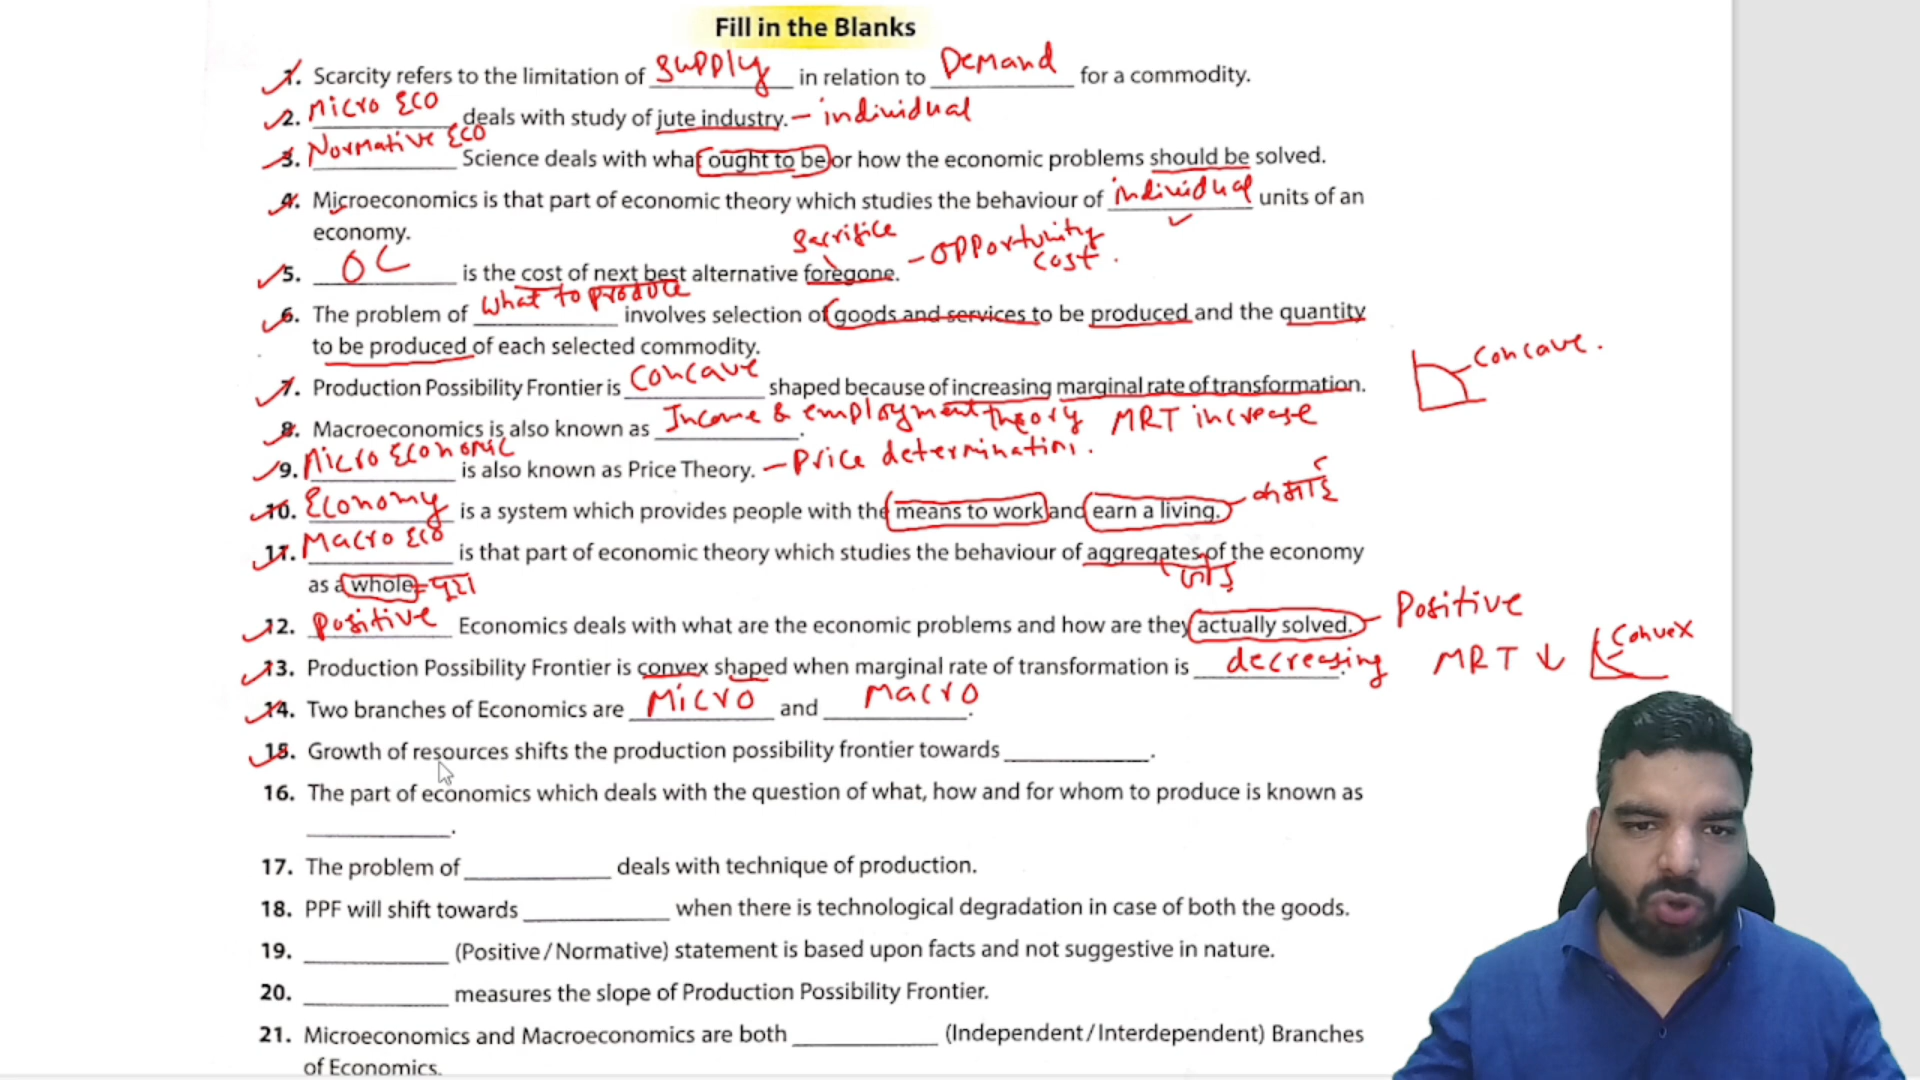 Fill in the Blanks
1. Scarcity refers to the limitation of supply in relation to Demand for a commodity.
2. Micro Eco deals with study of jute industry. – individual
3. Normative Eco Science deals with what ought to be or how the economic problems should be solved.
4. Microeconomics is that part of economic theory which studies the behaviour of individual units of an
economy.
Sacrifice
5. OC is the cost of next best alternative foregone. – opportunity cost.
6. The problem of what to produce involves selection of goods and services to be produced and the quantity
to be produced of each selected commodity.
Concave.
7. Production Possibility Frontier is Concave shaped because of increasing marginal rate of transformation.
MRT increase
8. Macroeconomics is also known as Income & employment theory.
9. Micro Economic is also known as Price Theory. – Price determination.
10. Economy is a system which provides people with the means to work and earn a living.
11. Macro Eco is that part of economic theory which studies the behaviour of aggregates of the economy
as a whole
12. Positive Economics deals with what are the economic problems and how are they actually solved. – Positive
13. Production Possibility Frontier is convex shaped when marginal rate of transformation is decreasing. MRT ↓ Convex
14. Two branches of Economics are Micro and Macro.
15. Growth of resources shifts the production possibility frontier towards ____________.
16. The part of economics which deals with the question of what, how and for whom to produce is known as
____________.
17. The problem of ____________ deals with technique of production.
18. PPF will shift towards ____________ when there is technological degradation in case of both the goods.
19. ____________ (Positive/Normative) statement is based upon facts and not suggestive in nature.
20. ____________ measures the slope of Production Possibility Frontier.
21. Microeconomics and Macroeconomics are both ____________ (Independent/Interdependent) Branches
of Economics.